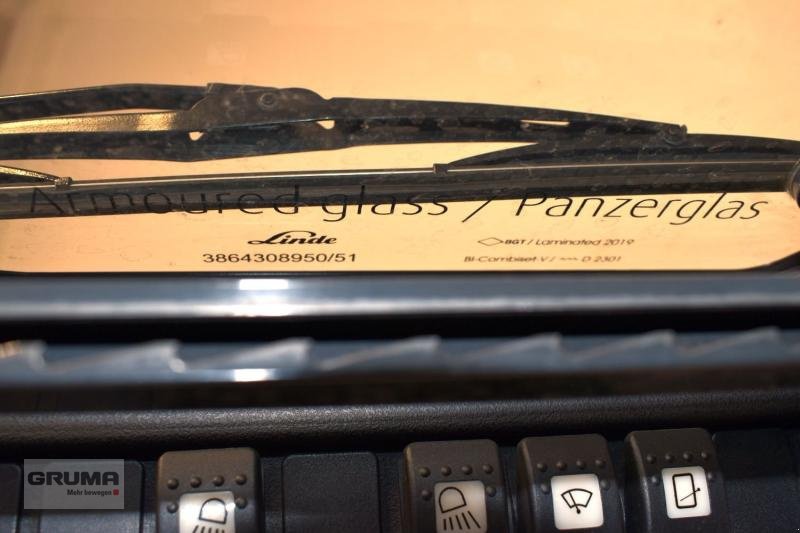 Armoured glass / Panzerglas
Linde
BGT / Laminated 2019
3864308950/51
BI-Combiset-V / ~~~ D 2301
GRUMA
Mehr bewegen